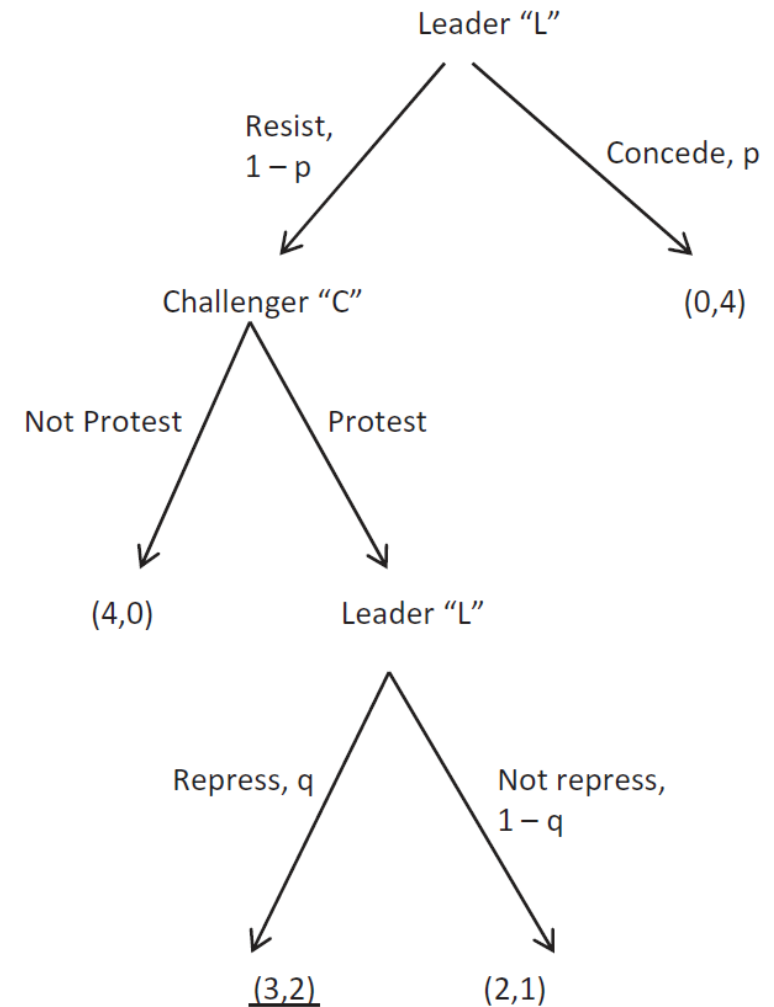 Leader “L”
Resist,
1 – p
Concede, p
Challenger “C”
(0,4)
Not Protest
Protest
(4,0)
Leader “L”
Repress, q
Not repress,
1 – q
(3,2)
(2,1)